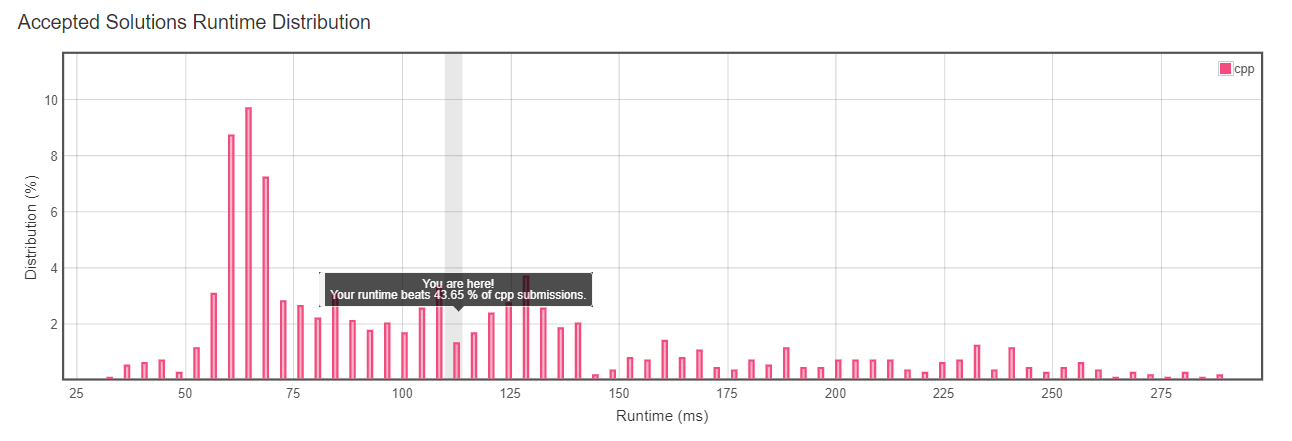 Accepted Solutions Runtime Distribution
cpp
10
8
6
4
2
Distribution (%)
You are here!
Your runtime beats 43.65 % of cpp submissions.
25 50 75 100 125 150 175 200 225 250 275
Runtime (ms)